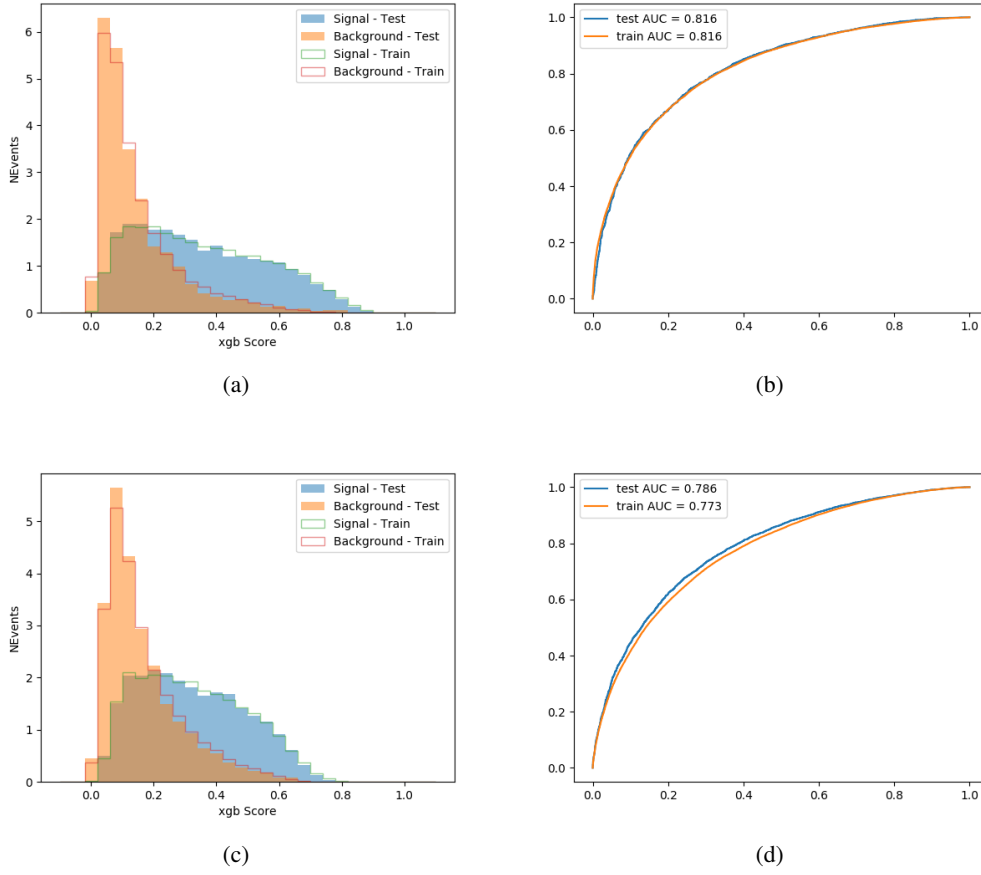 Signal - Test
Background - Test
Signal - Train
Background - Train
NEvents
6
5
4
3
2
1
0
0.0 0.2 0.4 0.6 0.8 1.0
xgb Score
(a)
test AUC = 0.816
train AUC = 0.816
1.0
0.8
0.6
0.4
0.2
0.0
0.0 0.2 0.4 0.6 0.8 1.0
(b)
Signal - Test
Background - Test
Signal - Train
Background - Train
NEvents
5
4
3
2
1
0
0.0 0.2 0.4 0.6 0.8 1.0
xgb Score
(c)
test AUC = 0.786
train AUC = 0.773
1.0
0.8
0.6
0.4
0.2
0.0
0.0 0.2 0.4 0.6 0.8 1.0
(d)